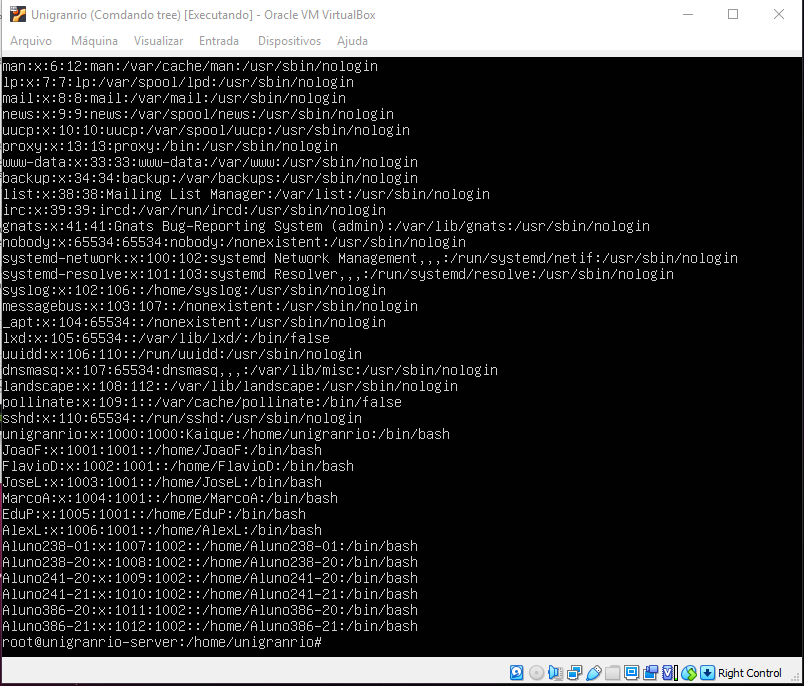 Unigranrio (Comdando tree) [Executando] - Oracle VM VirtualBox
Arquivo Máquina Visualizar Entrada Dispositivos Ajuda
man:x:6:12:man:/var/cache/man:/usr/sbin/nologin
lp:x:7:7:lp:/var/spool/lpd:/usr/sbin/nologin
mail:x:8:8:mail:/var/mail:/usr/sbin/nologin
news:x:9:9:news:/var/spool/news:/usr/sbin/nologin
uucp:x:10:10:uucp:/var/spool/uucp:/usr/sbin/nologin
proxy:x:13:13:proxy:/bin:/usr/sbin/nologin
www-data:x:33:33:www-data:/var/www:/usr/sbin/nologin
backup:x:34:34:backup:/var/backups:/usr/sbin/nologin
list:x:38:38:Mailing List Manager:/var/list:/usr/sbin/nologin
irc:x:39:39:ircd:/var/run/ircd:/usr/sbin/nologin
gnats:x:41:41:Gnats Bug-Reporting System (admin):/var/lib/gnats:/usr/sbin/nologin
nobody:x:65534:65534:nobody:/nonexistent:/usr/sbin/nologin
systemd-network:x:100:102:systemd Network Management,,,:/run/systemd/netif:/usr/sbin/nologin
systemd-resolve:x:101:103:systemd Resolver,,,:/run/systemd/resolve:/usr/sbin/nologin
syslog:x:102:106::/home/syslog:/usr/sbin/nologin
messagebus:x:103:107::/nonexistent:/usr/sbin/nologin
_apt:x:104:65534::/nonexistent:/usr/sbin/nologin
lxd:x:105:65534::/var/lib/lxd/:/bin/false
uuidd:x:106:110::/run/uuidd:/usr/sbin/nologin
dnsmasq:x:107:65534:dnsmasq,,,:/var/lib/misc:/usr/sbin/nologin
landscape:x:108:112::/var/lib/landscape:/usr/sbin/nologin
pollinate:x:109:1::/var/cache/pollinate:/bin/false
sshd:x:110:65534::/run/sshd:/usr/sbin/nologin
unigranrio:x:1000:1000:Kaique:/home/unigranrio:/bin/bash
JoaoF:x:1001:1001::/home/JoaoF:/bin/bash
FlavioD:x:1002:1001::/home/FlavioD:/bin/bash
JoseL:x:1003:1001::/home/JoseL:/bin/bash
MarcoA:x:1004:1001::/home/MarcoA:/bin/bash
EduP:x:1005:1001::/home/EduP:/bin/bash
AlexL:x:1006:1001::/home/AlexL:/bin/bash
Aluno238-01:x:1007:1002::/home/Aluno238-01:/bin/bash
Aluno238-20:x:1008:1002::/home/Aluno238-20:/bin/bash
Aluno241-20:x:1009:1002::/home/Aluno241-20:/bin/bash
Aluno241-21:x:1010:1002::/home/Aluno241-21:/bin/bash
Aluno386-20:x:1011:1002::/home/Aluno386-20:/bin/bash
Aluno386-21:x:1012:1002::/home/Aluno386-21:/bin/bash
root@unigranrio-server:/home/unigranrio#
Right Control